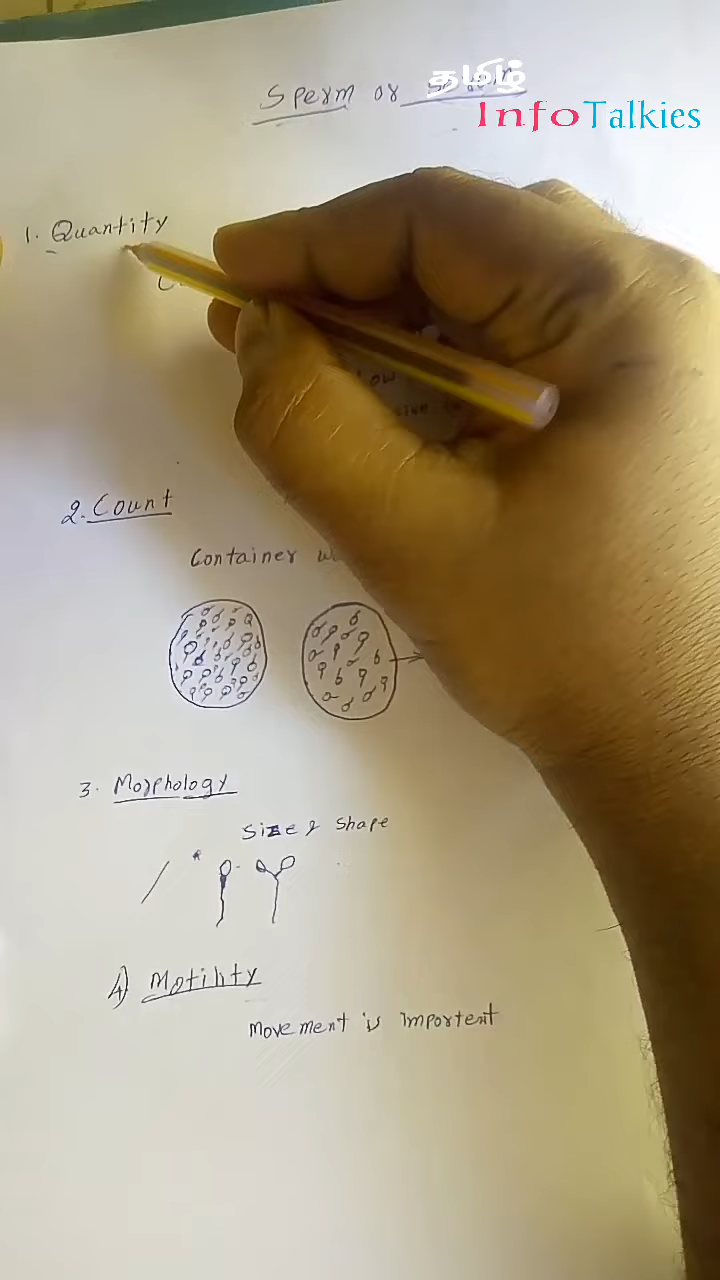 Sperm or
தமிழ்
InfoTalkies
1. Quantity
2. Count
Container
3. Morphology
Size & shape
4) Motility
Movement is importent